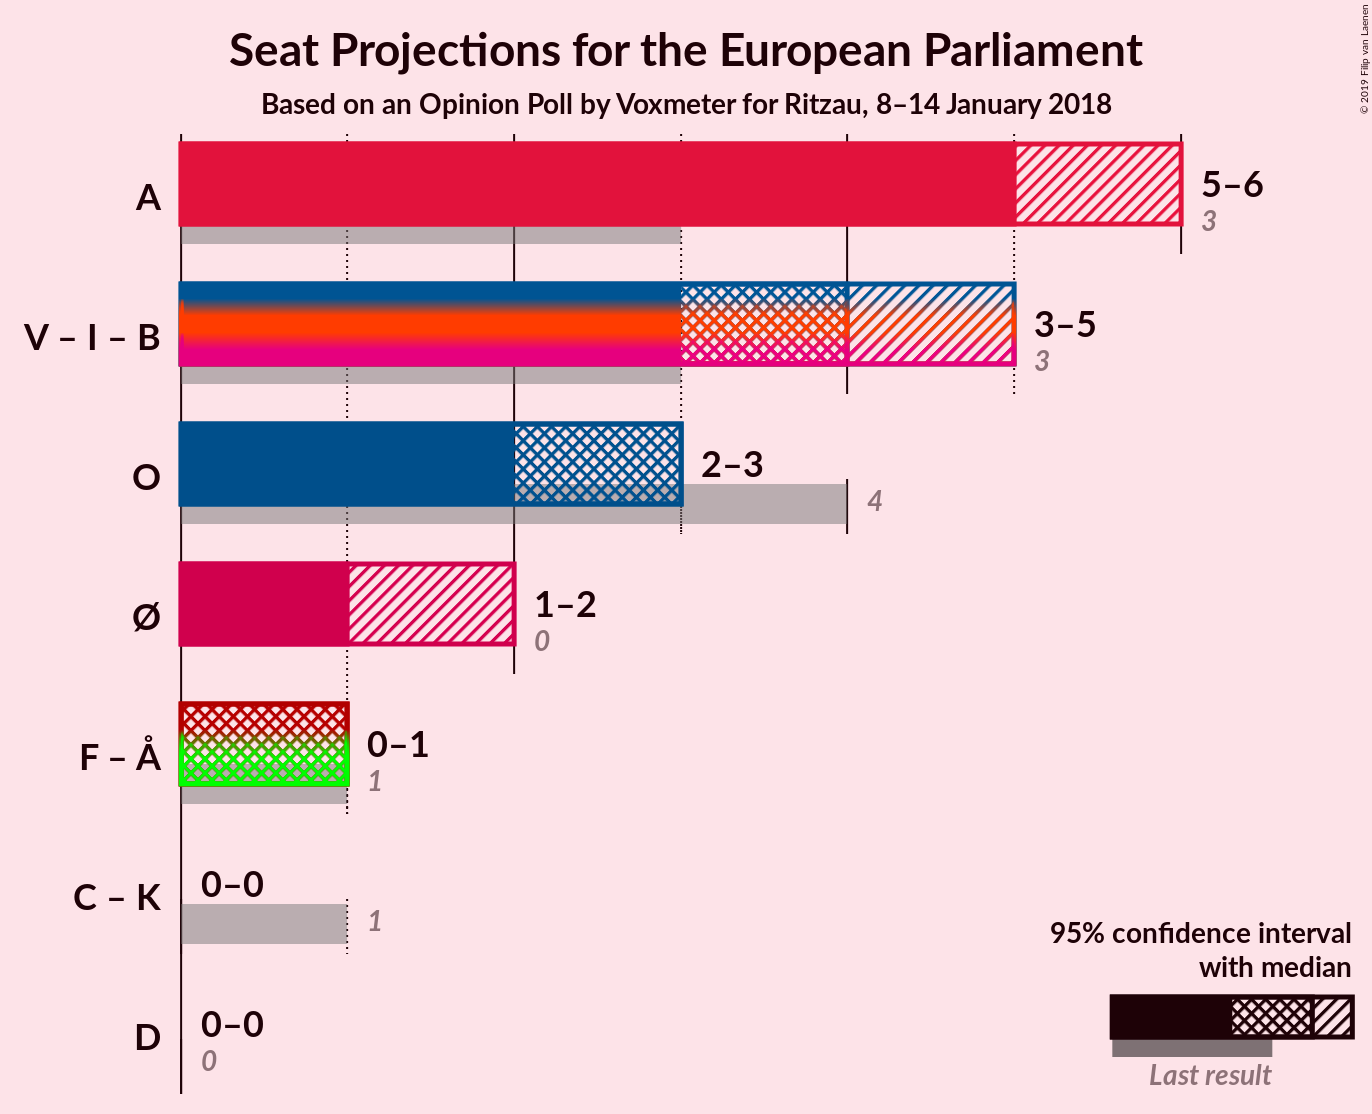 Seat Projections for the European Parliament
Based on an Opinion Poll by Voxmeter for Ritzau, 8–14 January 2018
© 2019 Filip van Laenen
A
5–6
3
V – I – B
3–5
3
O
2–3
4
Ø
1–2
0
F – Å
0–1
1
C – K
0–0
1
D
0–0
0
95% confidence interval
with median
Last result